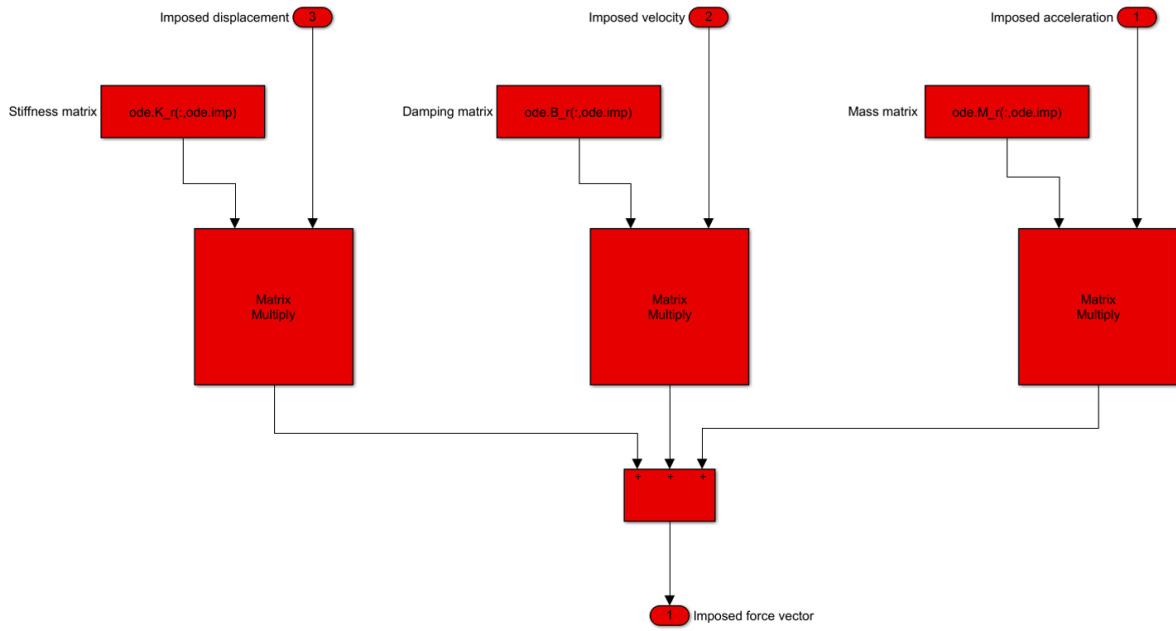 Imposed displacement 3
Imposed velocity 2
Imposed acceleration 1
Stiffness matrix ode.K_r(:,ode.imp)
Damping matrix ode.B_r(:,ode.imp)
Mass matrix ode.M_r(:,ode.imp)
Matrix
Multiply
Matrix
Multiply
Matrix
Multiply
+ + +
1 Imposed force vector